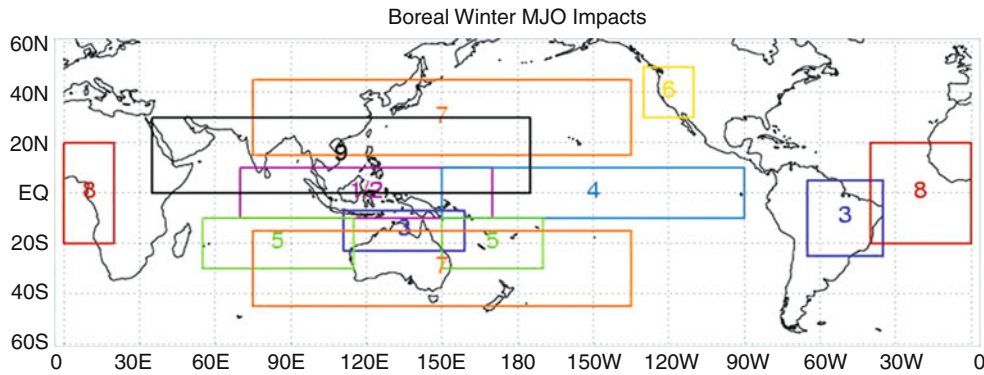 Boreal Winter MJO Impacts
60N
40N
20N
EQ
20S
40S
60S
6
7
9
8
1/2
4
8
3
3
5
5
7
0 30E 60E 90E 120E 150E 180 150W 120W 90W 60W 30W 0